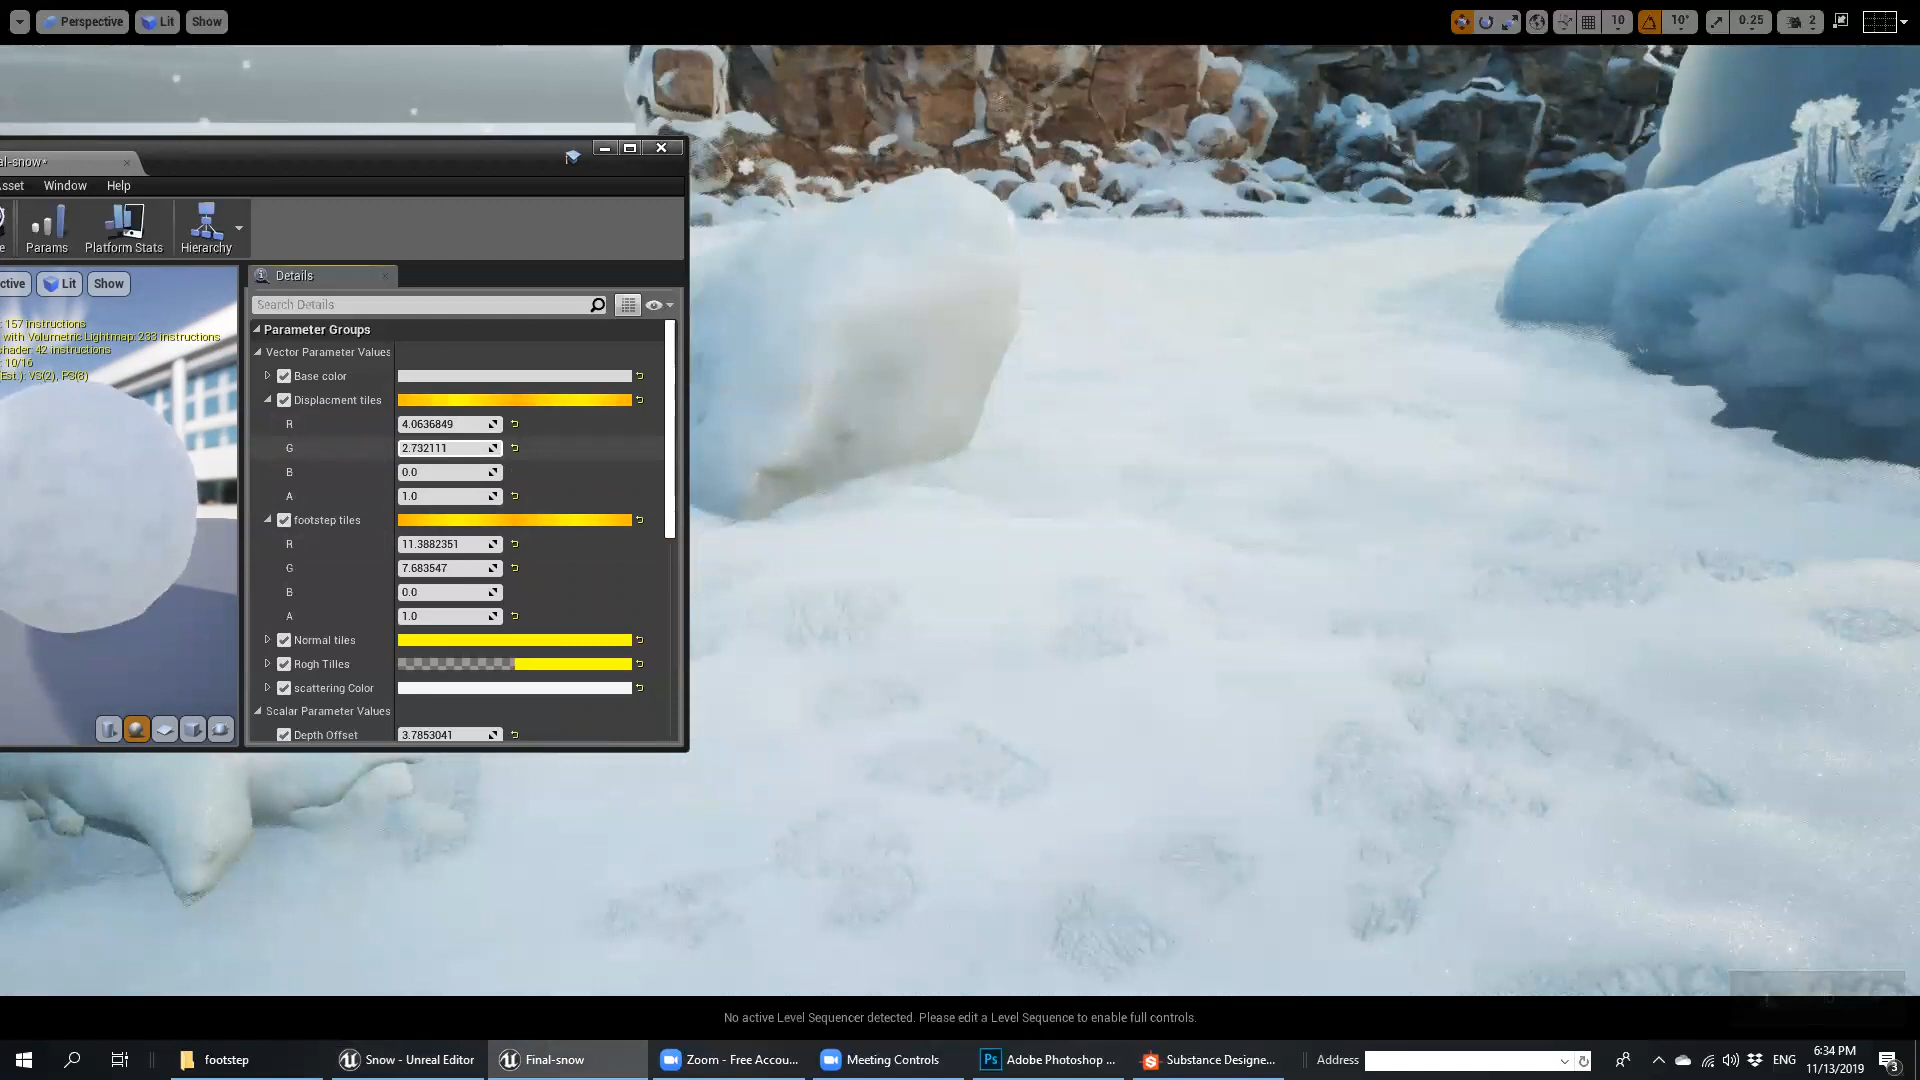 Perspective
Lit
Show
10
10°
0.25
2
al-snow*
sset
Window
Help
e
Params
Platform Stats
Hierarchy
ctive
Lit
Show
: 157 instructions
with Volumetric Lightmap: 233 instructions
shader: 42 instructions
: 10/16
Est.): VS(2), PS(8)
Details
Search Details
Parameter Groups
Vector Parameter Values
Base color
Displacment tiles
R 4.0636849
G 2.732111
B 0.0
A 1.0
footstep tiles
R 11.3882351
G 7.683547
B 0.0
A 1.0
Normal tiles
Rogh Tilles
scattering Color
Scalar Parameter Values
Depth Offset 3.7853041
No active Level Sequencer detected. Please edit a Level Sequence to enable full controls.
footstep
Snow - Unreal Editor
Final-snow
Zoom - Free Accou...
Meeting Controls
Ps
Adobe Photoshop ...
Substance Designe...
Address
ENG
6:34 PM
11/13/2019
3